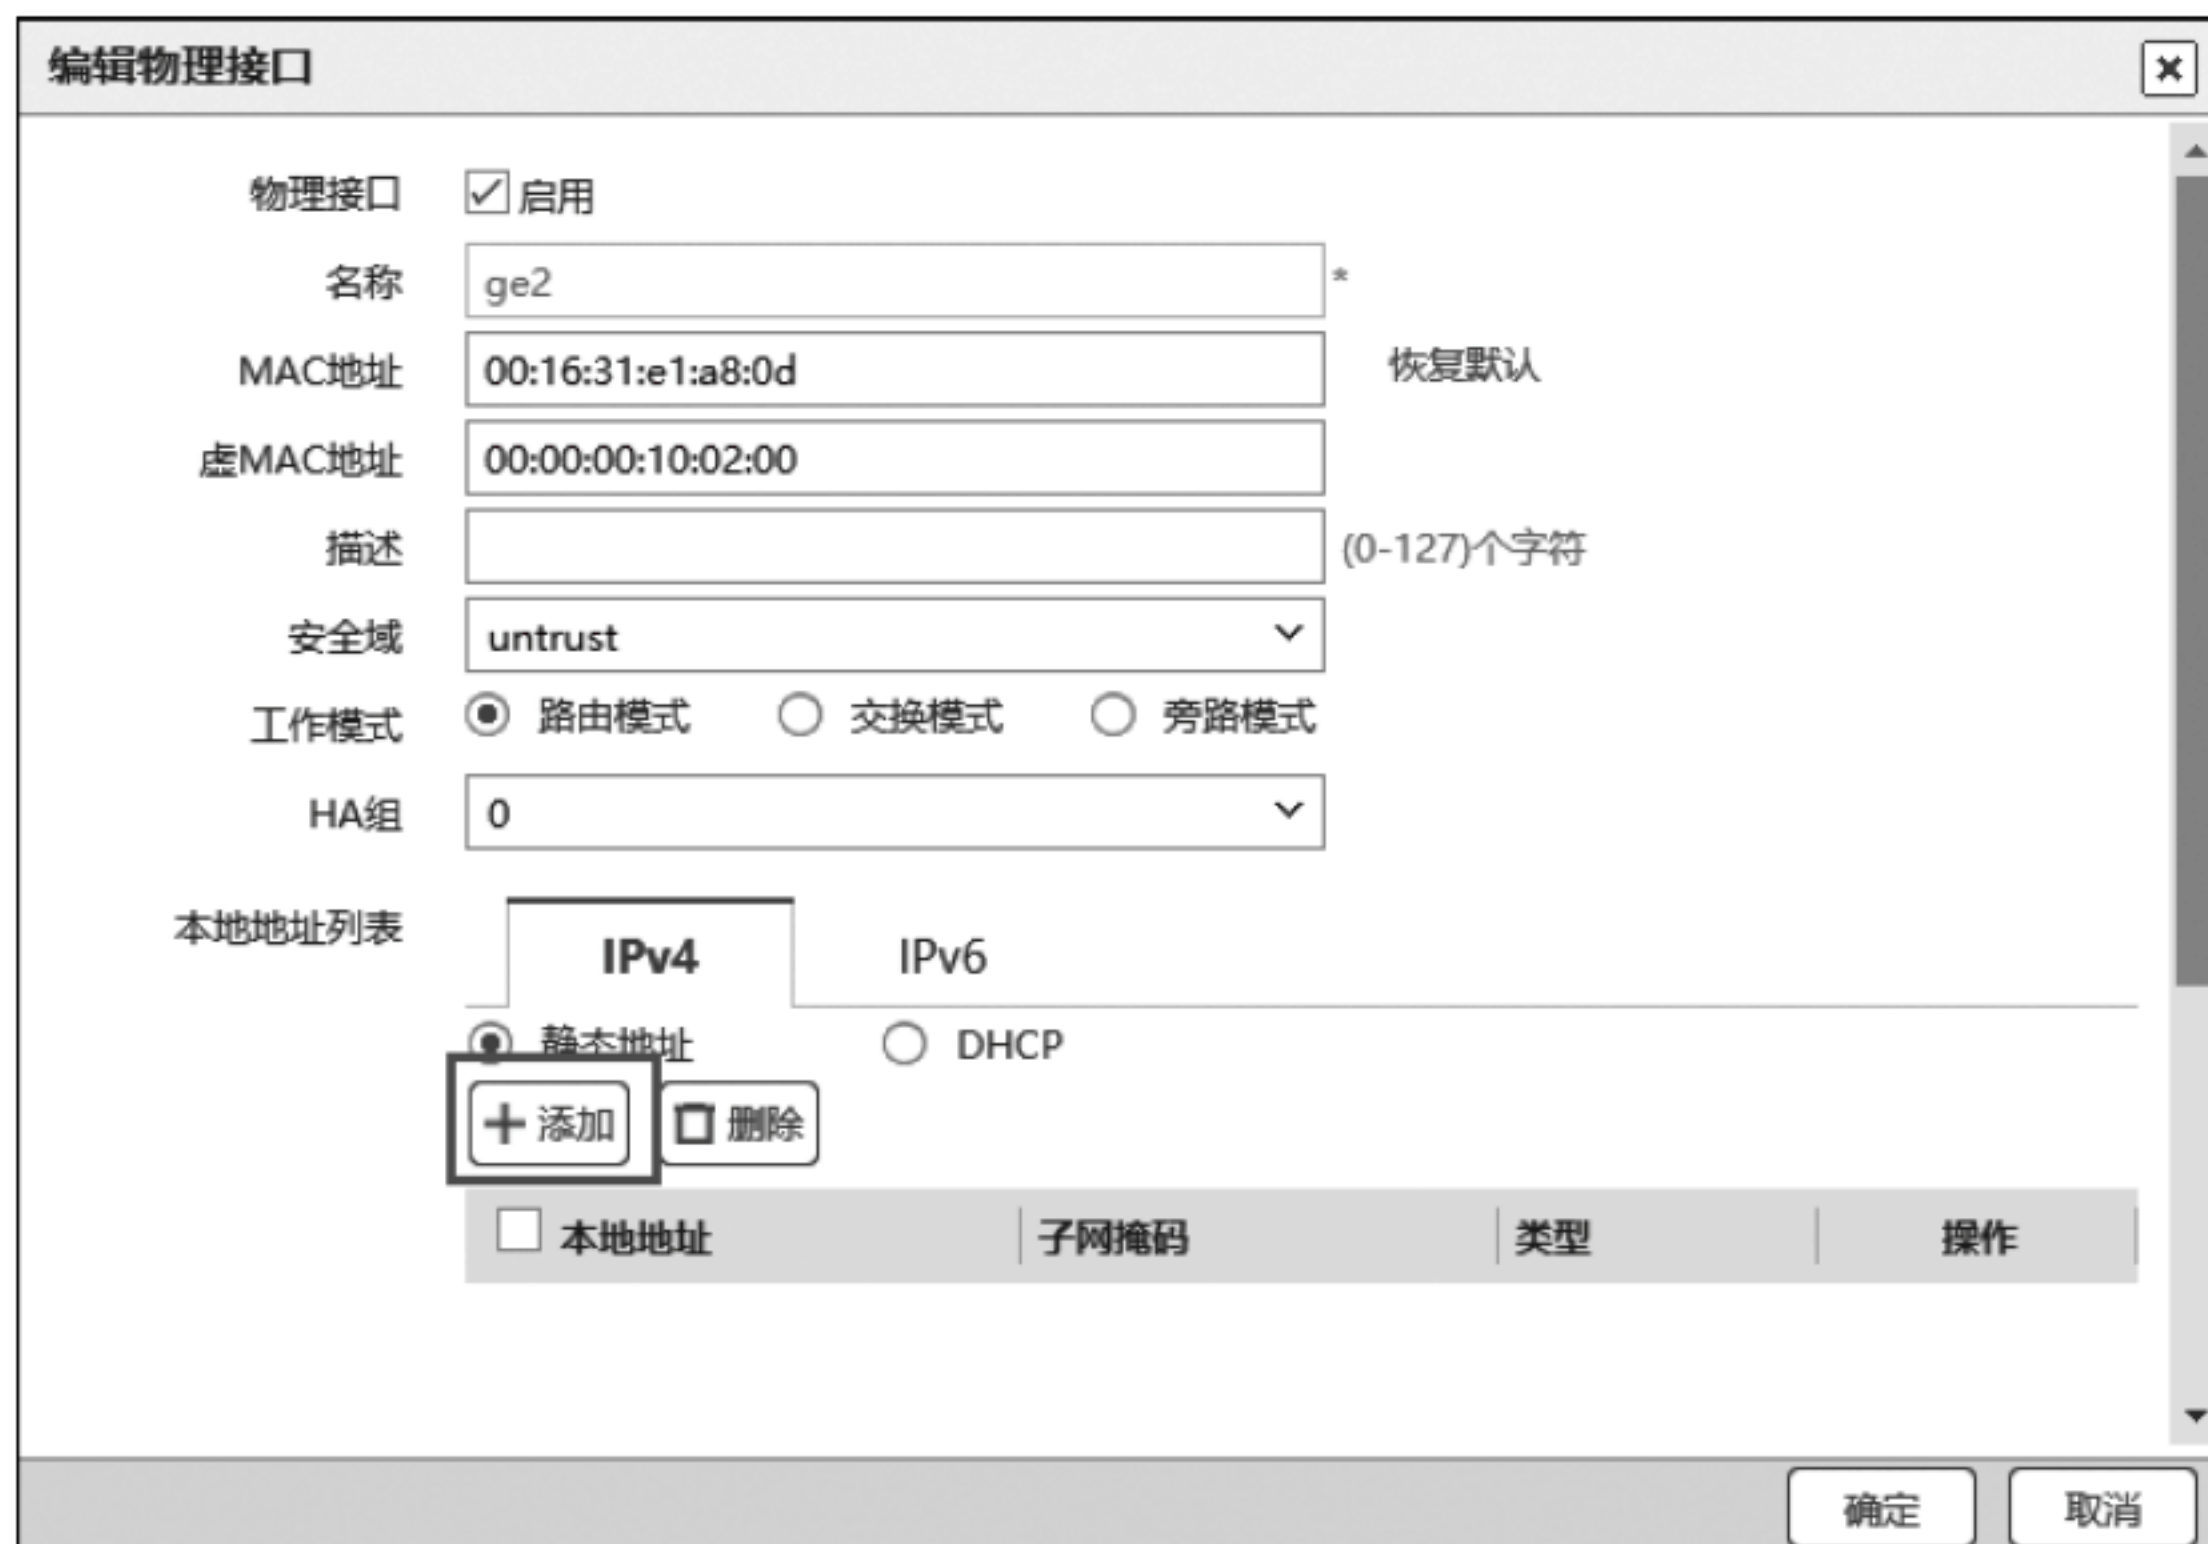 编辑物理接口
物理接口 启用
名称 ge2 *
MAC地址 00:16:31:e1:a8:0d 恢复默认
虚MAC地址 00:00:00:10:02:00
描述 (0-127)个字符
安全域 untrust
工作模式 路由模式 交换模式 旁路模式
HA组 0
本地地址列表 IPv4 IPv6
静态地址 DHCP
添加 删除
本地地址 子网掩码 类型 操作
确定 取消